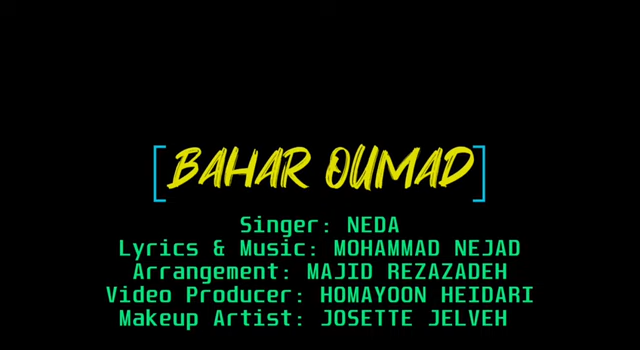 [BAHAR OUMAD]
Singer: NEDA
Lyrics & Music: MOHAMMAD NEJAD
Arrangement: MAJID REZAZADEH
Video Producer: HOMAYOON HEIDARI
Makeup Artist: JOSETTE JELVEH